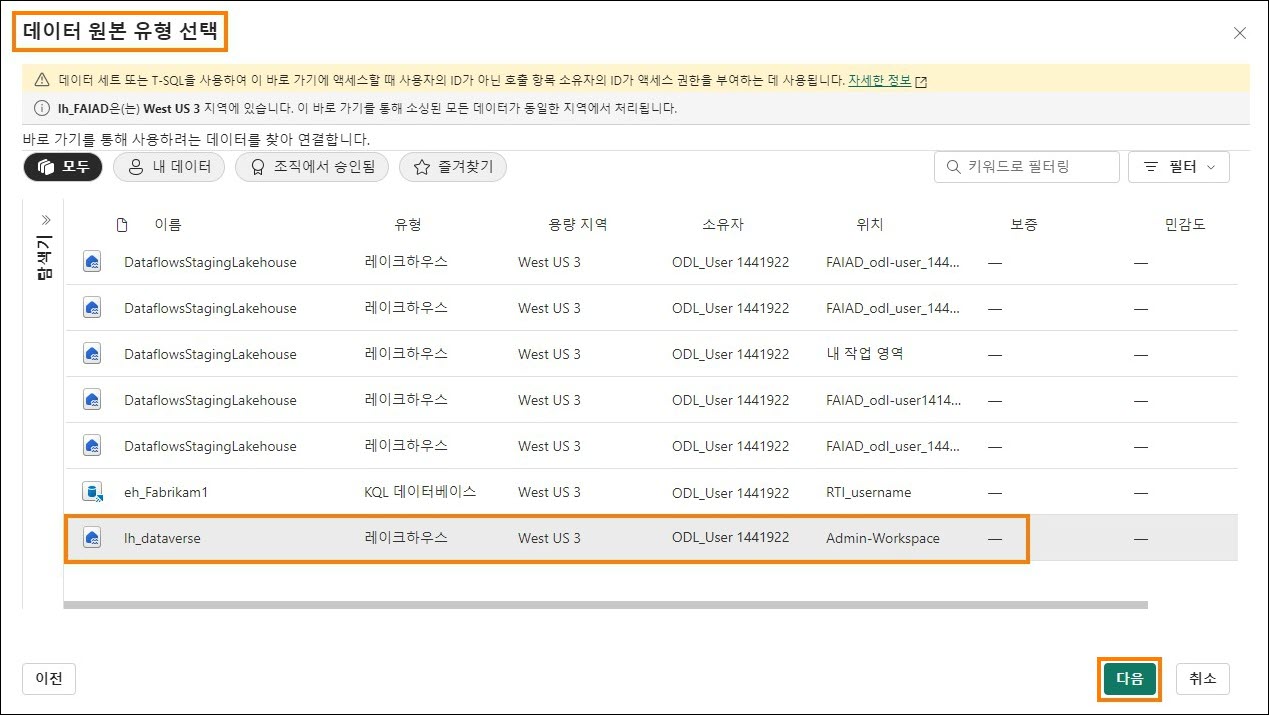 데이터 원본 유형 선택
데이터 세트 또는 T-SQL을 사용하여 이 바로 가기에 액세스할 때 사용자의 ID가 아닌 호출 항목 소유자의 ID가 액세스 권한을 부여하는 데 사용됩니다. 자세한 정보
lh_FAIAD은(는) West US 3 지역에 있습니다. 이 바로 가기를 통해 소싱된 모든 데이터가 동일한 지역에서 처리됩니다.
바로 가기를 통해 사용하려는 데이터를 찾아 연결합니다.
모두 내 데이터 조직에서 승인됨 즐겨찾기 키워드로 필터링 필터
탐색기
이름 유형 용량 지역 소유자 위치 보증 민감도
DataflowsStagingLakehouse 레이크하우스 West US 3 ODL_User 1441922 FAIAD_odl-user_144... — —
DataflowsStagingLakehouse 레이크하우스 West US 3 ODL_User 1441922 FAIAD_odl-user_144... — —
DataflowsStagingLakehouse 레이크하우스 West US 3 ODL_User 1441922 내 작업 영역 — —
DataflowsStagingLakehouse 레이크하우스 West US 3 ODL_User 1441922 FAIAD_odl-user1414... — —
DataflowsStagingLakehouse 레이크하우스 West US 3 ODL_User 1441922 FAIAD_odl_user_144... — —
eh_Fabrikam1 KQL 데이터베이스 West US 3 ODL_User 1441922 RTI_username — —
lh_dataverse 레이크하우스 West US 3 ODL_User 1441922 Admin-Workspace — —
이전 다음 취소